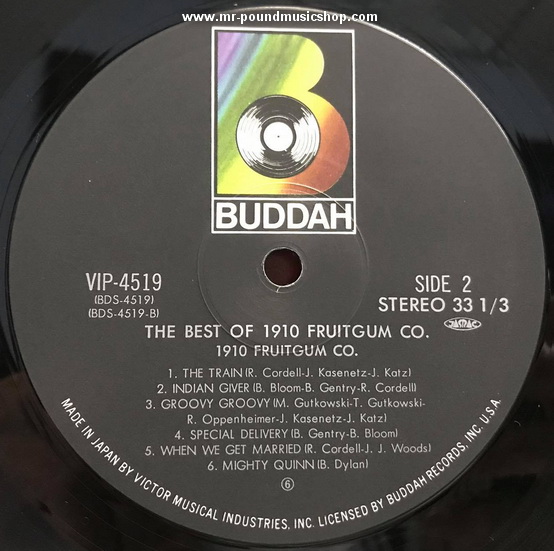 www.mr-poundmusicshop.com
BUDDAH
VIP-4519
(BDS-4519)
(BDS-4519-B)
SIDE 2
STEREO 33 1/3
JASRAC
THE BEST OF 1910 FRUITGUM CO.
1910 FRUITGUM CO.
1. THE TRAIN(R. Cordell-J. Kasenetz-J. Katz)
2. INDIAN GIVER (B. Bloom-B. Gentry-R. Cordell)
3. GROOVY GROOVY(M. Gutkowski-T. Gutkowski-
R. Oppenheimer-J. Kasenetz-J. Katz)
4. SPECIAL DELIVERY(B. Gentry-B. Bloom)
5. WHEN WE GET MARRIED (R. Cordell-J. J. Woods)
6. MIGHTY QUINN(B. Dylan)
⑥
MADE IN JAPAN BY VICTOR MUSICAL INDUSTRIES, INC. LICENSED BY BUDDAH RECORDS, INC. U.S.A.